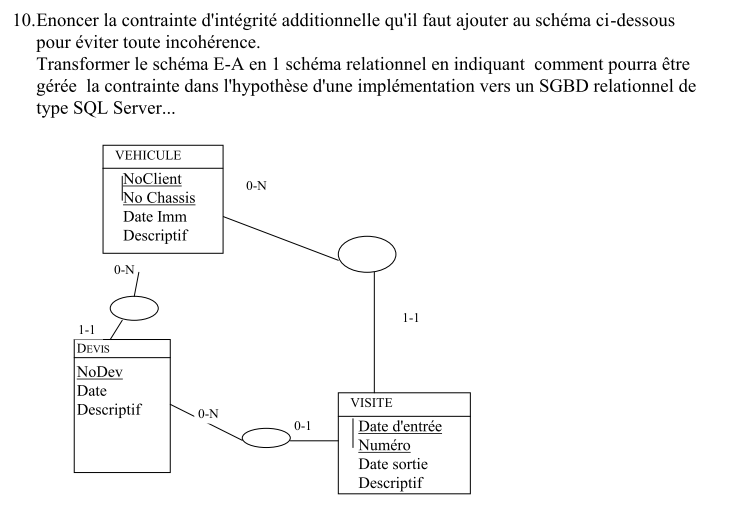 10.Enoncer la contrainte d'intégrité additionnelle qu'il faut ajouter au schéma ci-dessous
pour éviter toute incohérence.
Transformer le schéma E-A en 1 schéma relationnel en indiquant comment pourra être
gérée la contrainte dans l'hypothèse d'une implémentation vers un SGBD relationnel de
type SQL Server...
VEHICULE
NoClient
No Chassis
Date Imm
Descriptif
0-N
0-N
1-1
1-1
DEVIS
NoDev
Date
Descriptif
0-N
0-1
VISITE
Date d'entrée
Numéro
Date sortie
Descriptif